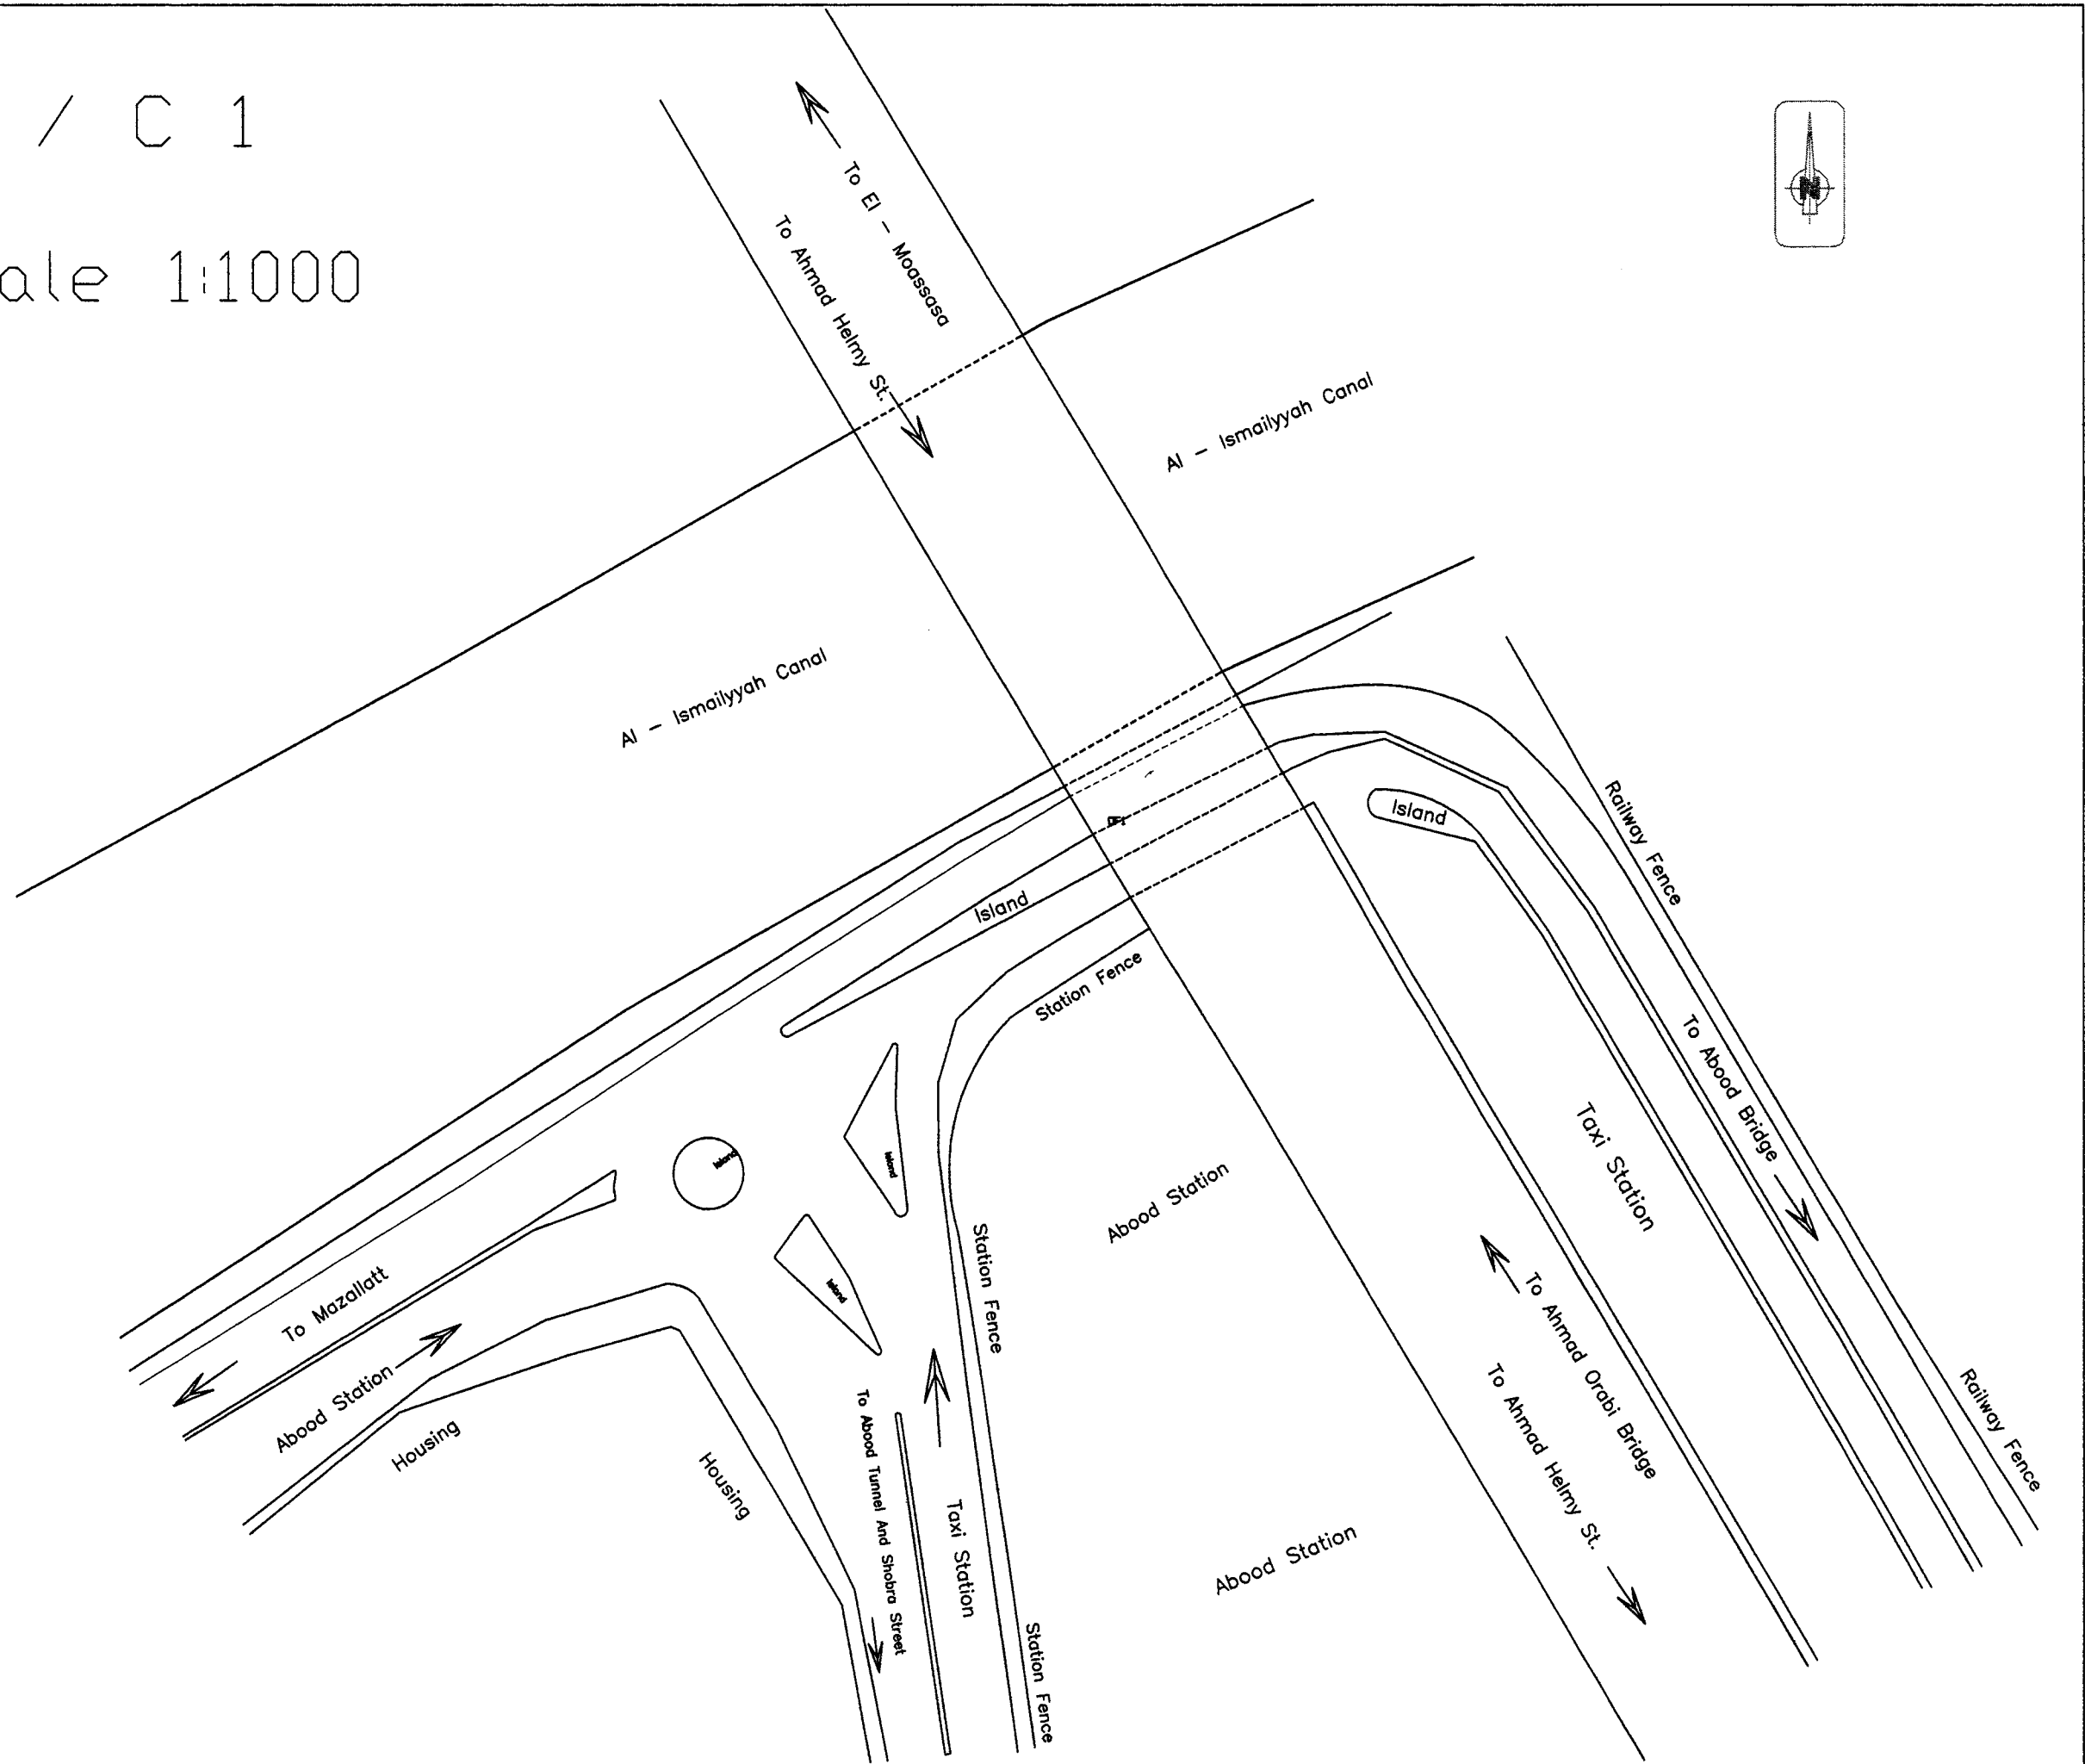 / C 1
ale 1:1000
N
To El - Moassasa
To Ahmad Helmy St.
Al - Ismailyyah Canal
Al - Ismailyyah Canal
Railway Fence
Island
Island
Station Fence
To Abood Bridge
Taxi Station
Island
Island
Abood Station
Station Fence
Island
To Mazallatt
Abood Station
Housing
Housing
To Abood Tunnel And Shobra Street
Taxi Station
To Ahmad Orabi Bridge
To Ahmad Helmy St.
Railway Fence
Abood Station
Station Fence